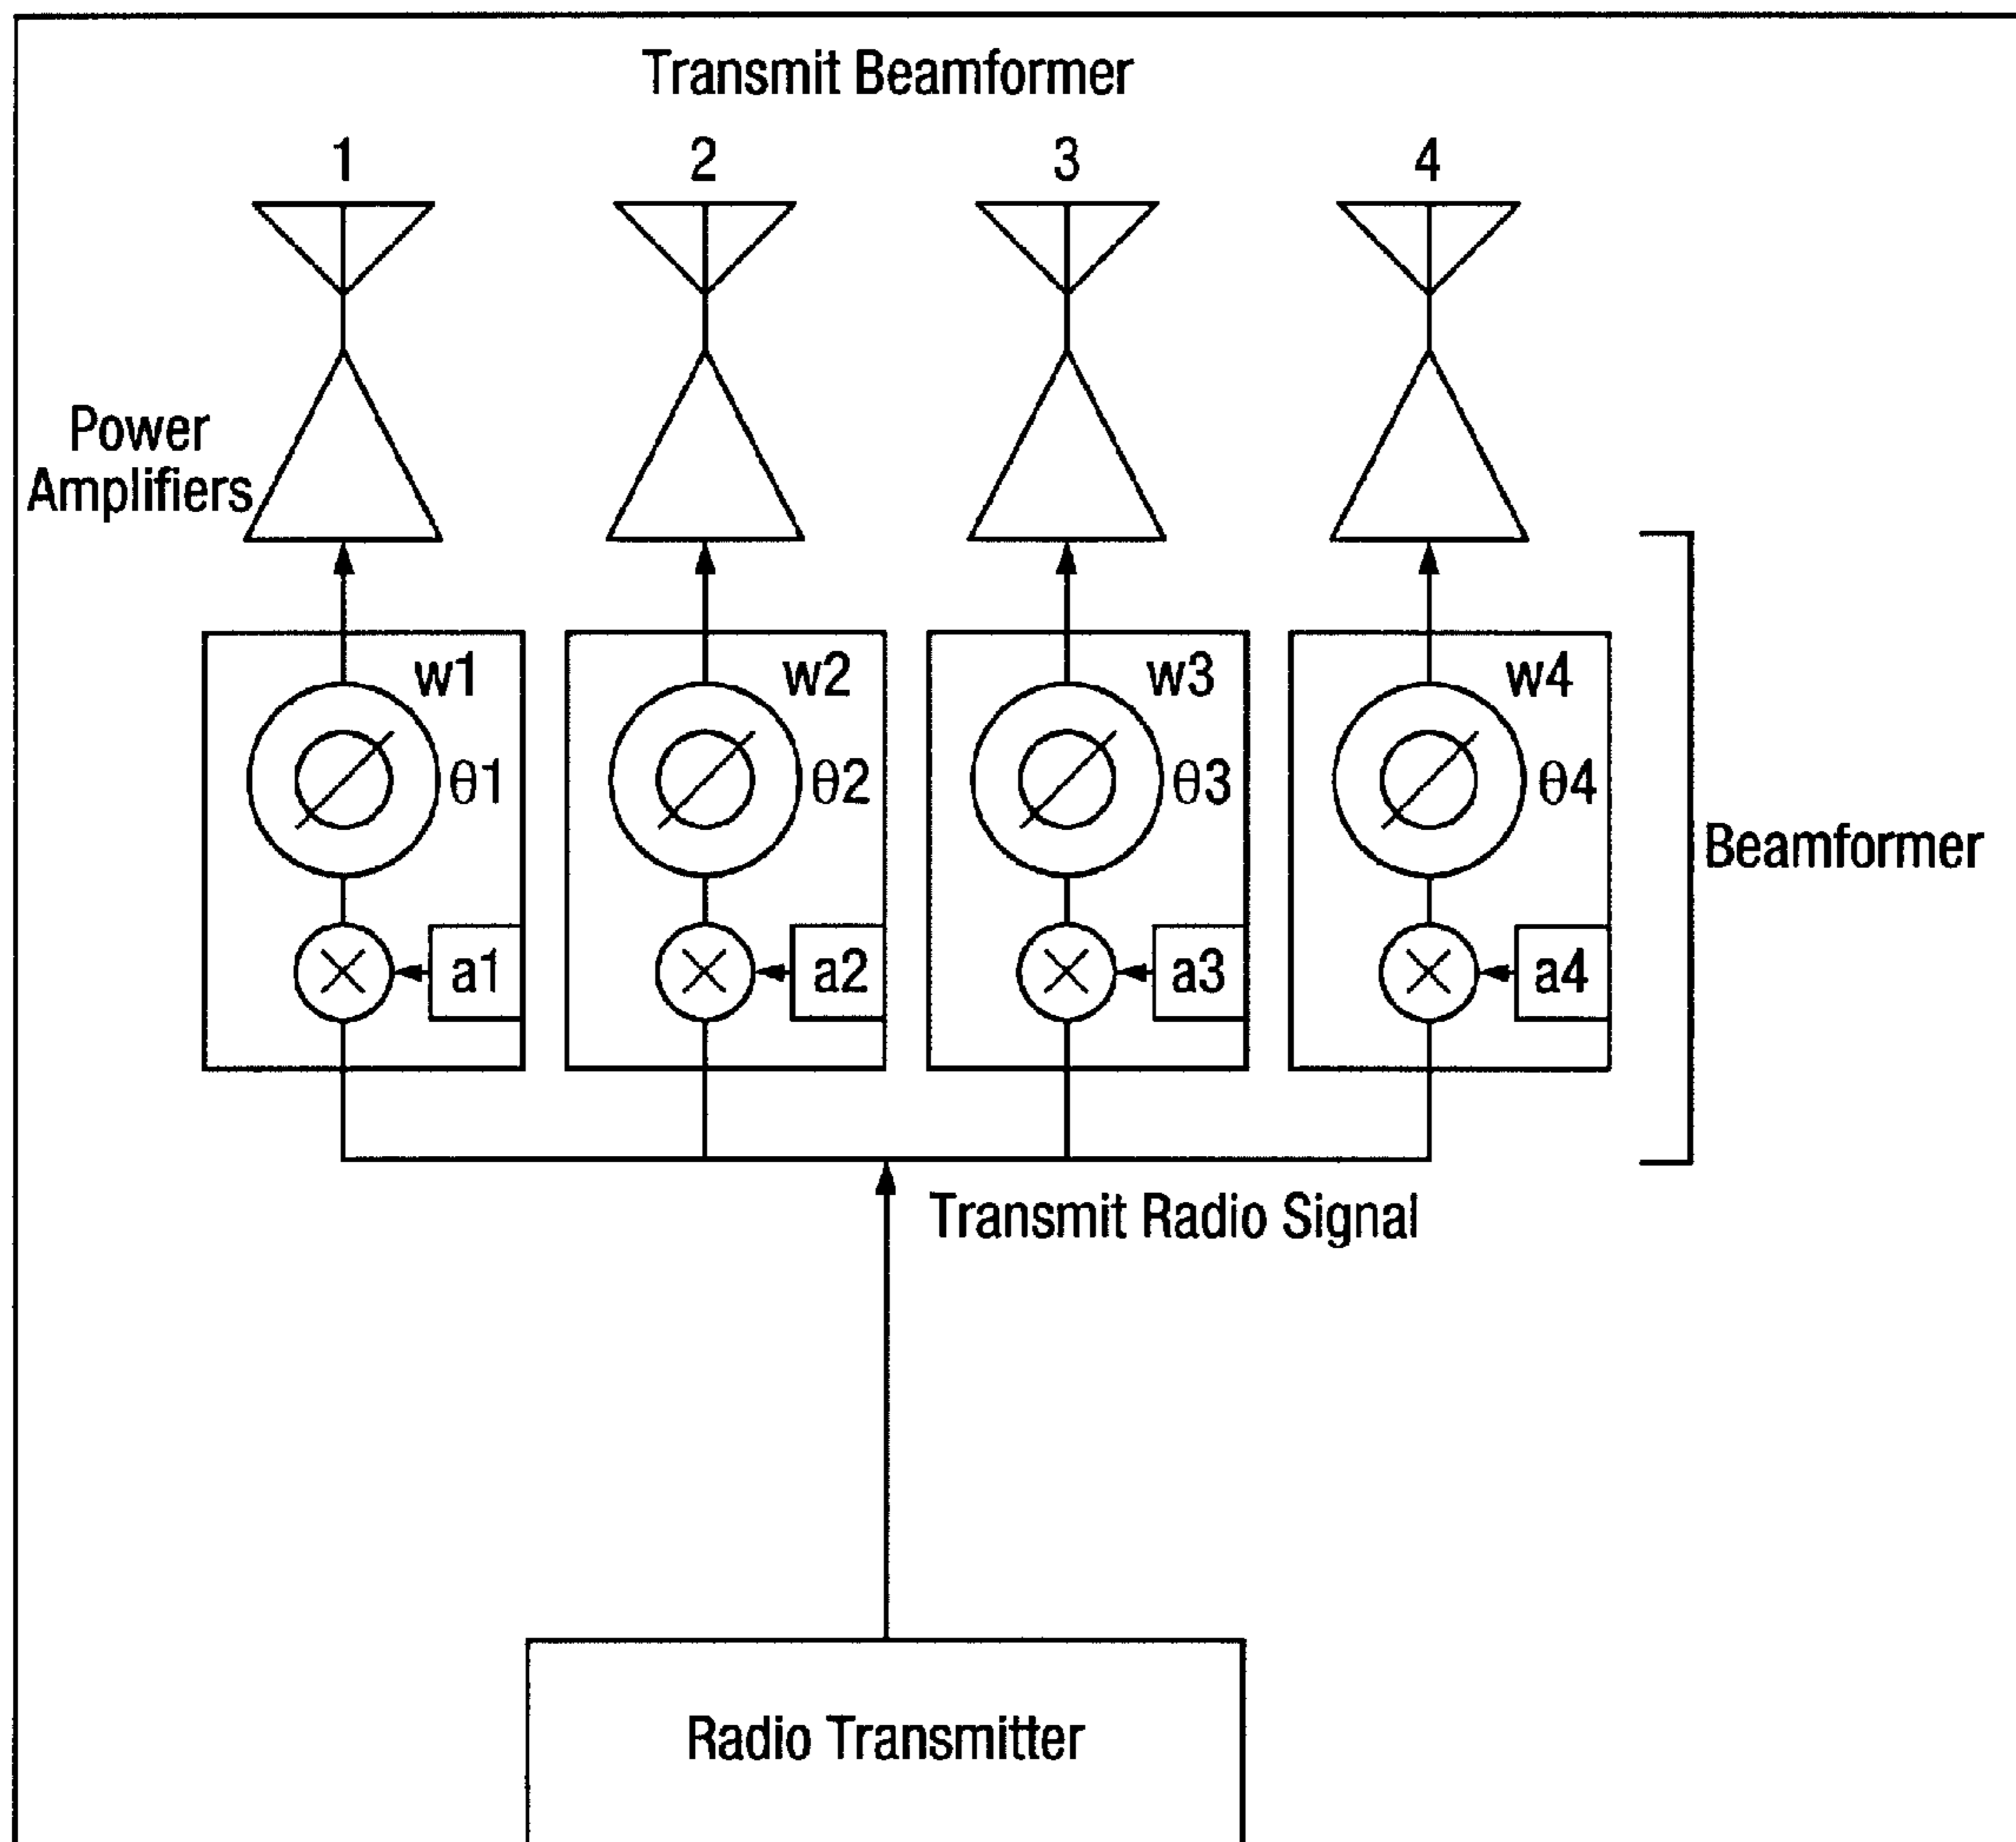 Transmit Beamformer
1 2 3 4
Power
Amplifiers
w1 w2 w3 w4
θ1 θ2 θ3 θ4
Beamformer
a1 a2 a3 a4
Transmit Radio Signal
Radio Transmitter